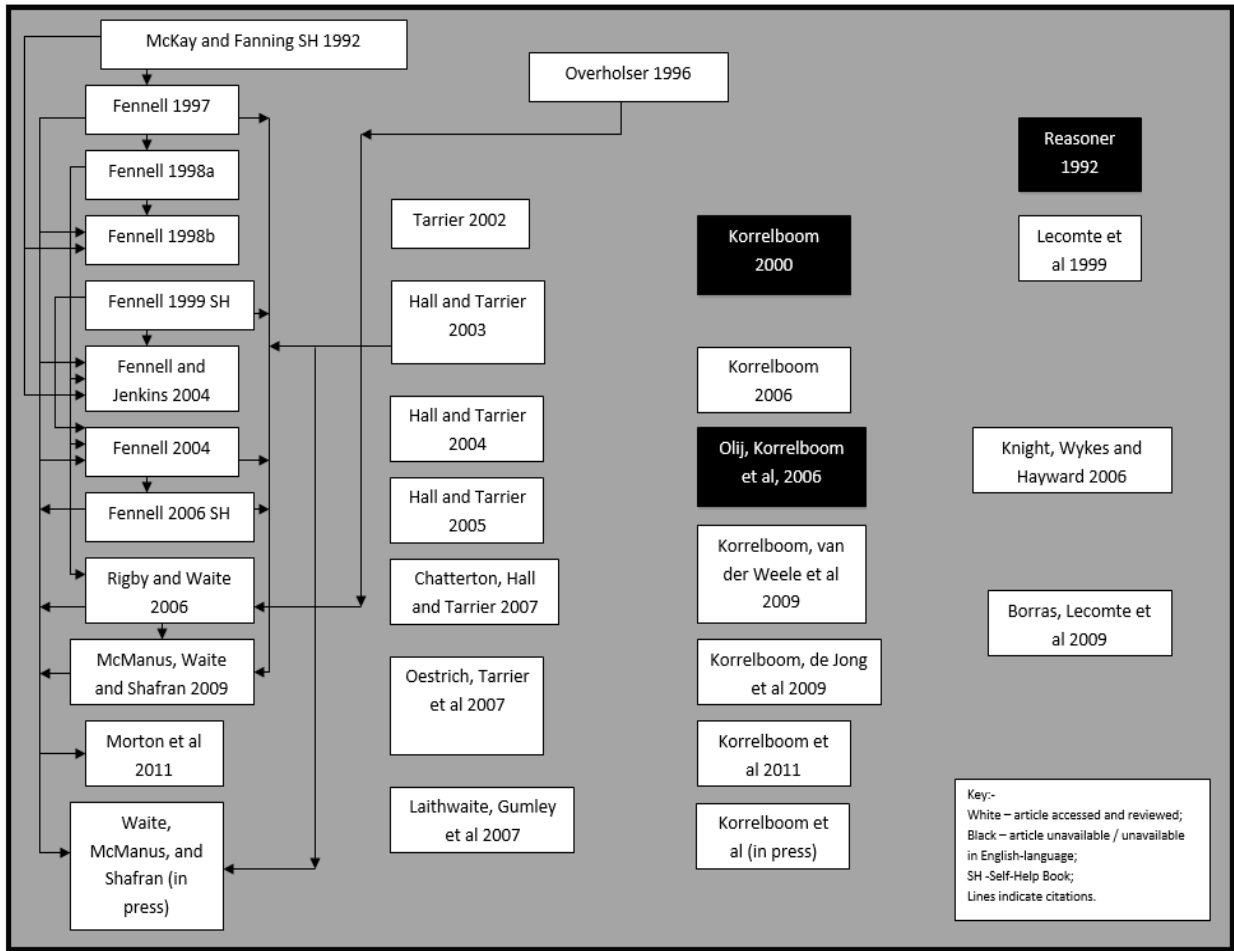 McKay and Fanning SH 1992
Fennell 1997
Fennell 1998a
Fennell 1998b
Fennell 1999 SH
Fennell and
Jenkins 2004
Fennell 2004
Fennell 2006 SH
Rigby and Waite
2006
McManus, Waite
and Shafran 2009
Morton et al
2011
Waite,
McManus, and
Shafran (in
press)
Overholser 1996
Tarrier 2002
Hall and Tarrier
2003
Hall and Tarrier
2004
Hall and Tarrier
2005
Chatterton, Hall
and Tarrier 2007
Oestrich, Tarrier
et al 2007
Laithwaite, Gumley
et al 2007
Korrelboom
2000
Korrelboom
2006
Olij, Korrelboom
et al, 2006
Korrelboom, van
der Weele et al
2009
Korrelboom, de Jong
et al 2009
Korrelboom et
al 2011
Korrelboom et
al (in press)
Reasoner
1992
Lecomte et
al 1999
Knight, Wykes and
Hayward 2006
Borras, Lecomte et
al 2009
Key:-
White – article accessed and reviewed;
Black – article unavailable / unavailable
in English-language;
SH -Self-Help Book;
Lines indicate citations.